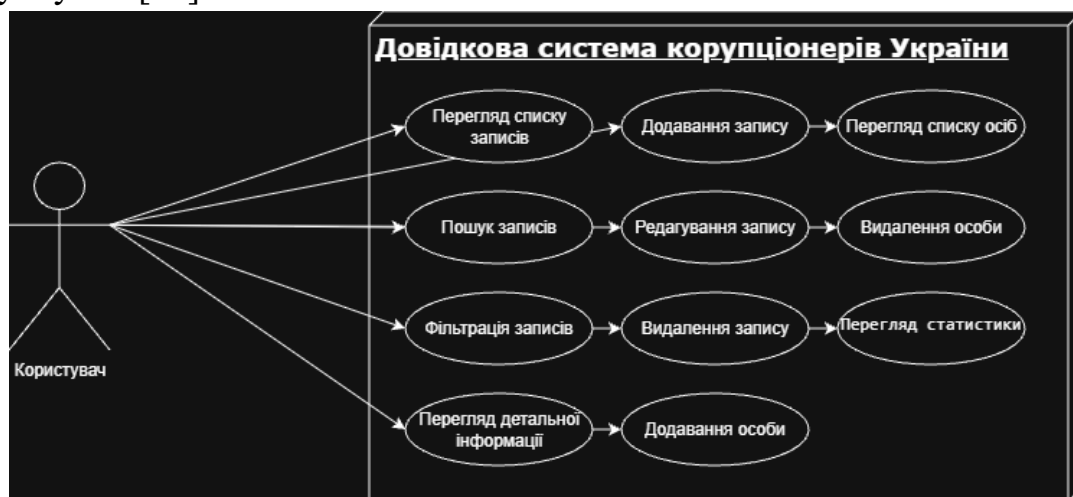 Довідкова система корупціонерів України
Перегляд списку
записів
Додавання запису
Перегляд списку осіб
Пошук записів
Редагування запису
Видалення особи
Фільтрація записів
Видалення запису
Перегляд статистики
Користувач
Перегляд детальної
інформації
Додавання особи